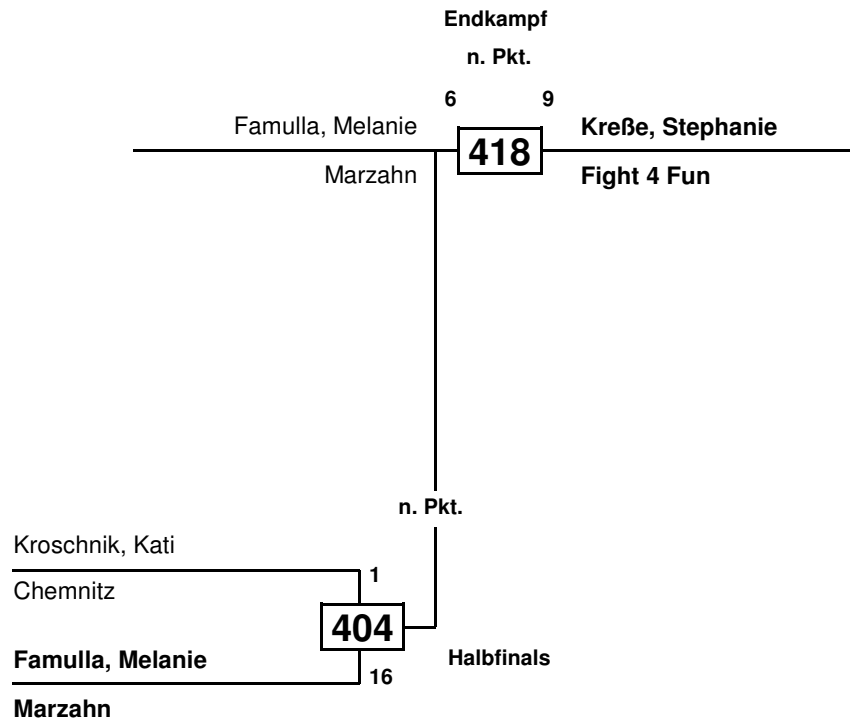 Endkampf
n. Pkt.
6 9
Famulla, Melanie 418 Kreße, Stephanie
Marzahn Fight 4 Fun
n. Pkt.
Kroschnik, Kati
1
Chemnitz
404
Famulla, Melanie Halbfinals
16
Marzahn